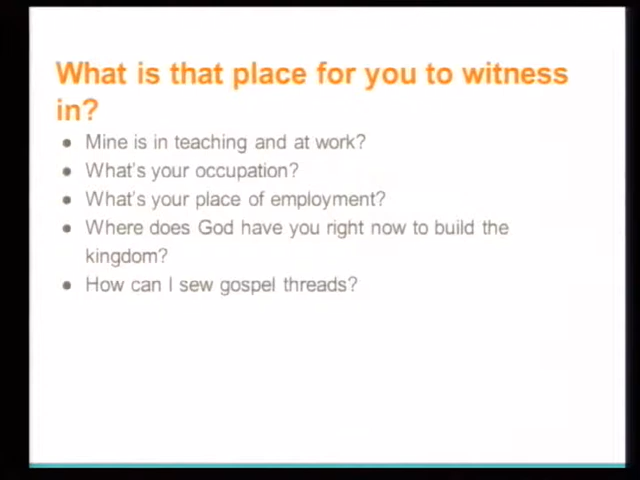 What is that place for you to witness
in?
● Mine is in teaching and at work?
● What's your occupation?
● What's your place of employment?
● Where does God have you right now to build the
kingdom?
● How can I sew gospel threads?